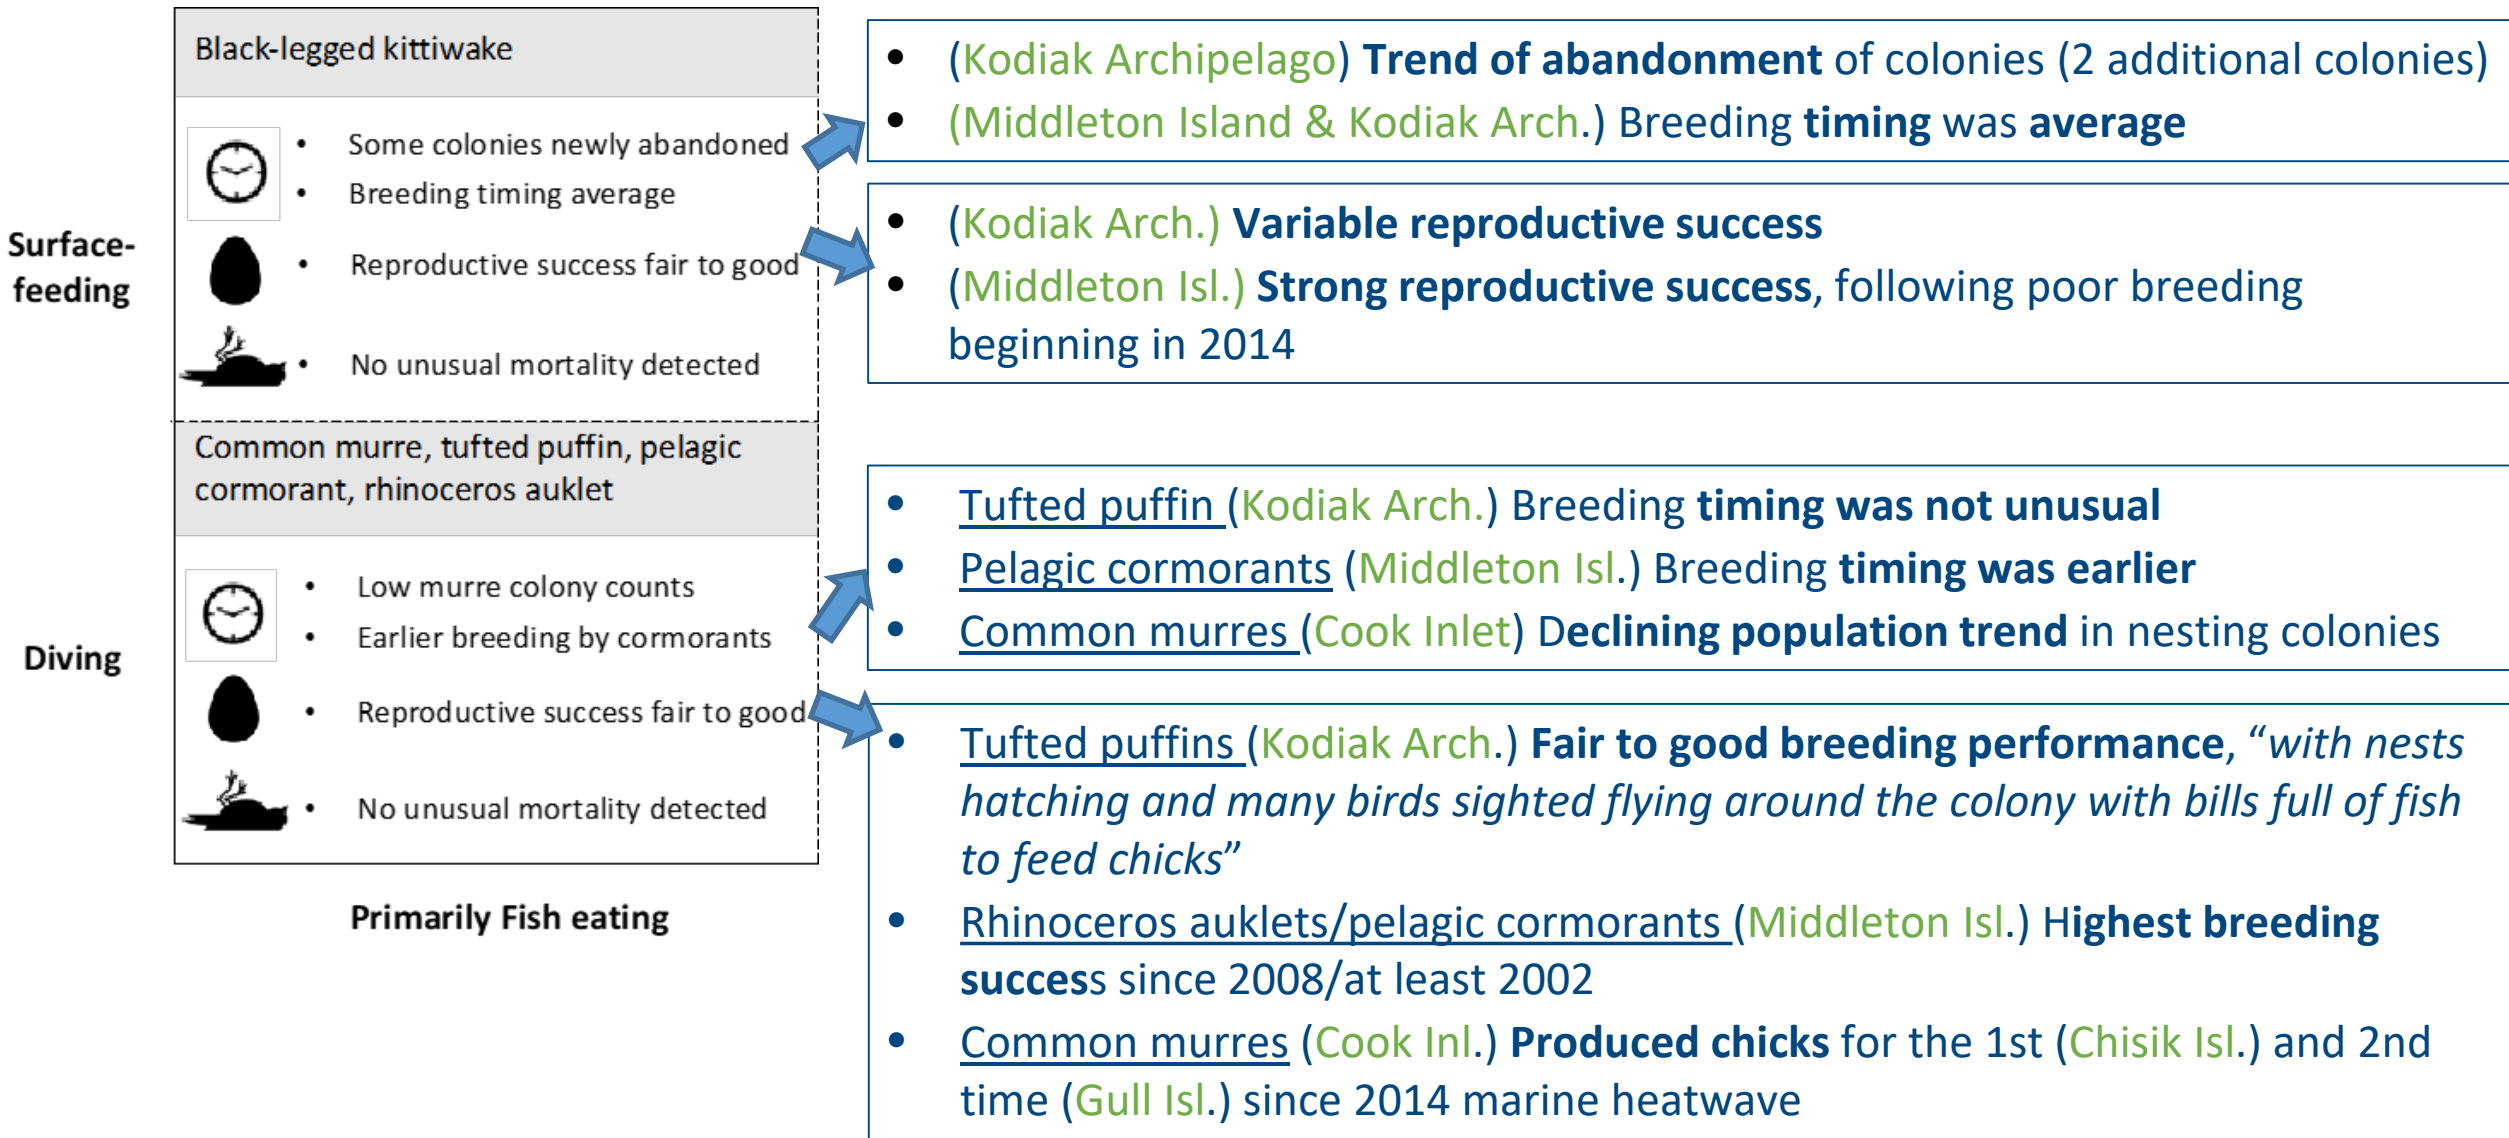 Black-legged kittiwake
• Some colonies newly abandoned
• Breeding timing average
• Reproductive success fair to good
• No unusual mortality detected
Surface-
feeding
• (Kodiak Archipelago) Trend of abandonment of colonies (2 additional colonies)
• (Middleton Island & Kodiak Arch.) Breeding timing was average
• (Kodiak Arch.) Variable reproductive success
• (Middleton Isl.) Strong reproductive success, following poor breeding
beginning in 2014
Common murre, tufted puffin, pelagic
cormorant, rhinoceros auklet
• Low murre colony counts
• Earlier breeding by cormorants
• Reproductive success fair to good
• No unusual mortality detected
Diving
Primarily Fish eating
• Tufted puffin (Kodiak Arch.) Breeding timing was not unusual
• Pelagic cormorants (Middleton Isl.) Breeding timing was earlier
• Common murres (Cook Inlet) Declining population trend in nesting colonies
• Tufted puffins (Kodiak Arch.) Fair to good breeding performance, “with nests
hatching and many birds sighted flying around the colony with bills full of fish
to feed chicks”
• Rhinoceros auklets/pelagic cormorants (Middleton Isl.) Highest breeding
success since 2008/at least 2002
• Common murres (Cook Inl.) Produced chicks for the 1st (Chisik Isl.) and 2nd
time (Gull Isl.) since 2014 marine heatwave